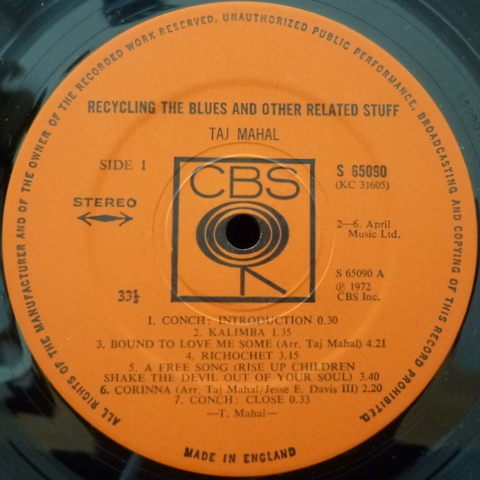 ALL RIGHTS OF THE MANUFACTURER AND OF THE OWNER OF THE RECORDED WORK RESERVED. UNAUTHORIZED PUBLIC PERFORMANCE, BROADCASTING AND COPYING OF THIS RECORD PROHIBITED.
RECYCLING THE BLUES AND OTHER RELATED STUFF
TAJ MAHAL
SIDE 1
CBS
S 65090
(KC 31605)
STEREO
2—6. April
Music Ltd.
33⅓
S 65090 A
℗ 1972
CBS Inc.
1. CONCH: INTRODUCTION 0.30
2. KALIMBA 1.35
3. BOUND TO LOVE ME SOME (Arr. Taj Mahal) 4.21
4. RICHOCHET 3.15
5. A FREE SONG (RISE UP CHILDREN
SHAKE THE DEVIL OUT OF YOUR SOUL) 3.40
6. CORINNA (Arr. Taj Mahal/Jesse E. Davis III) 2.20
7. CONCH: CLOSE 0.33
—T. Mahal—
MADE IN ENGLAND